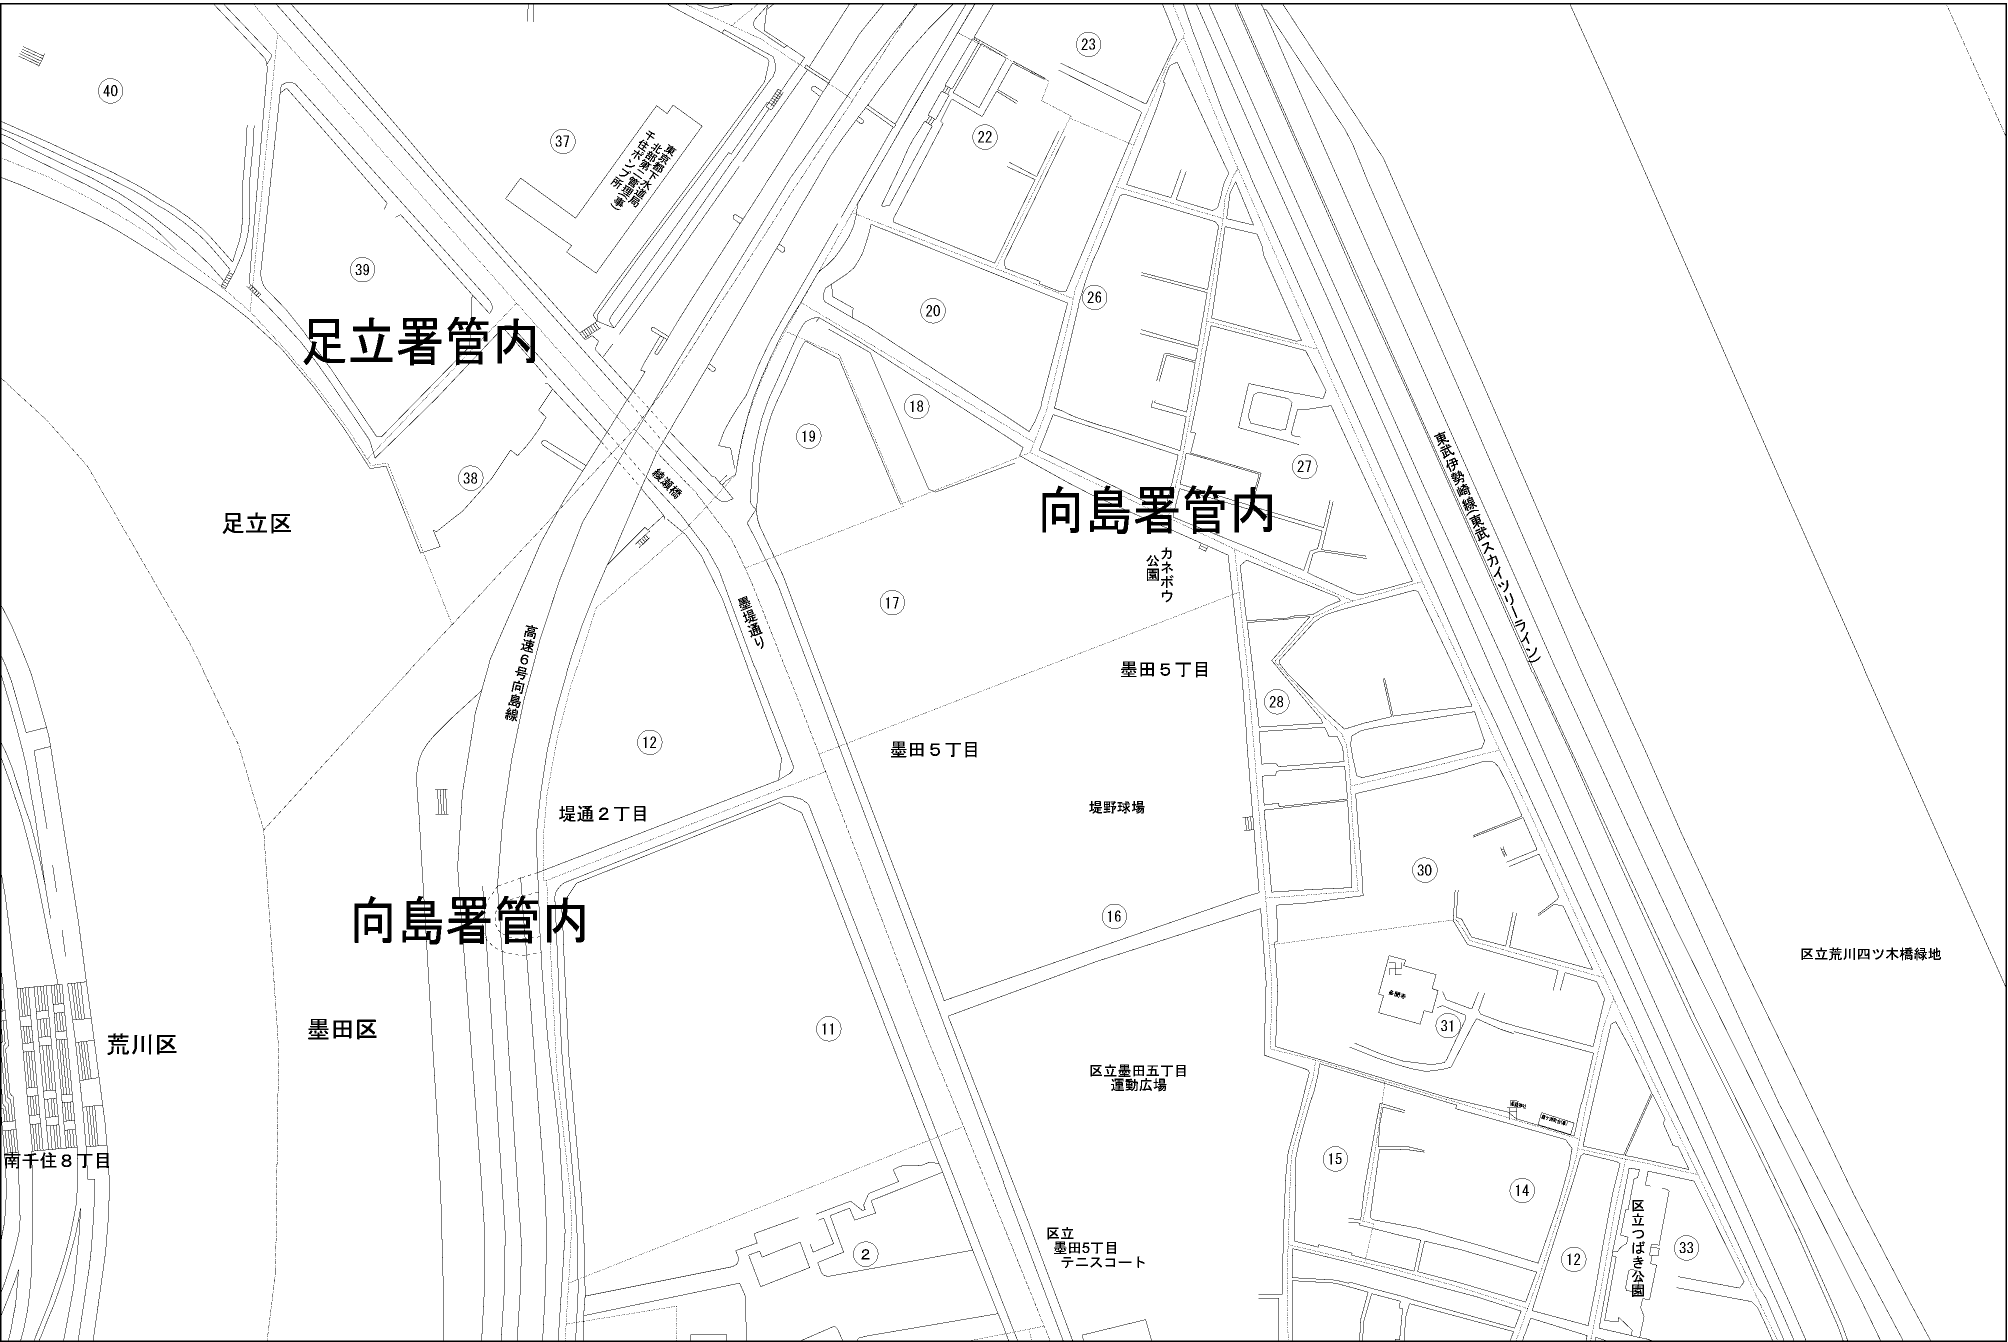 23
40
22
37
東京都下水道局
北部第二管理(事)
千住ポンプ所
39
26
20
足立署管内
18
19
27
38
綾瀬橋
東武伊勢崎線(東武スカイツリーライン)
足立区
向島署管内
カネボウ
公園
17
墨堤通り
高速6号向島線
墨田5丁目
28
12
墨田5丁目
堤通2丁目
堤野球場
30
向島署管内
16
区立荒川四ツ木橋緑地
多聞寺
31
11
墨田区
荒川区
区立墨田五丁目
運動広場
南千住8丁目
15
14
区立つばき公園
区立
墨田5丁目
テニスコート
2
33
12